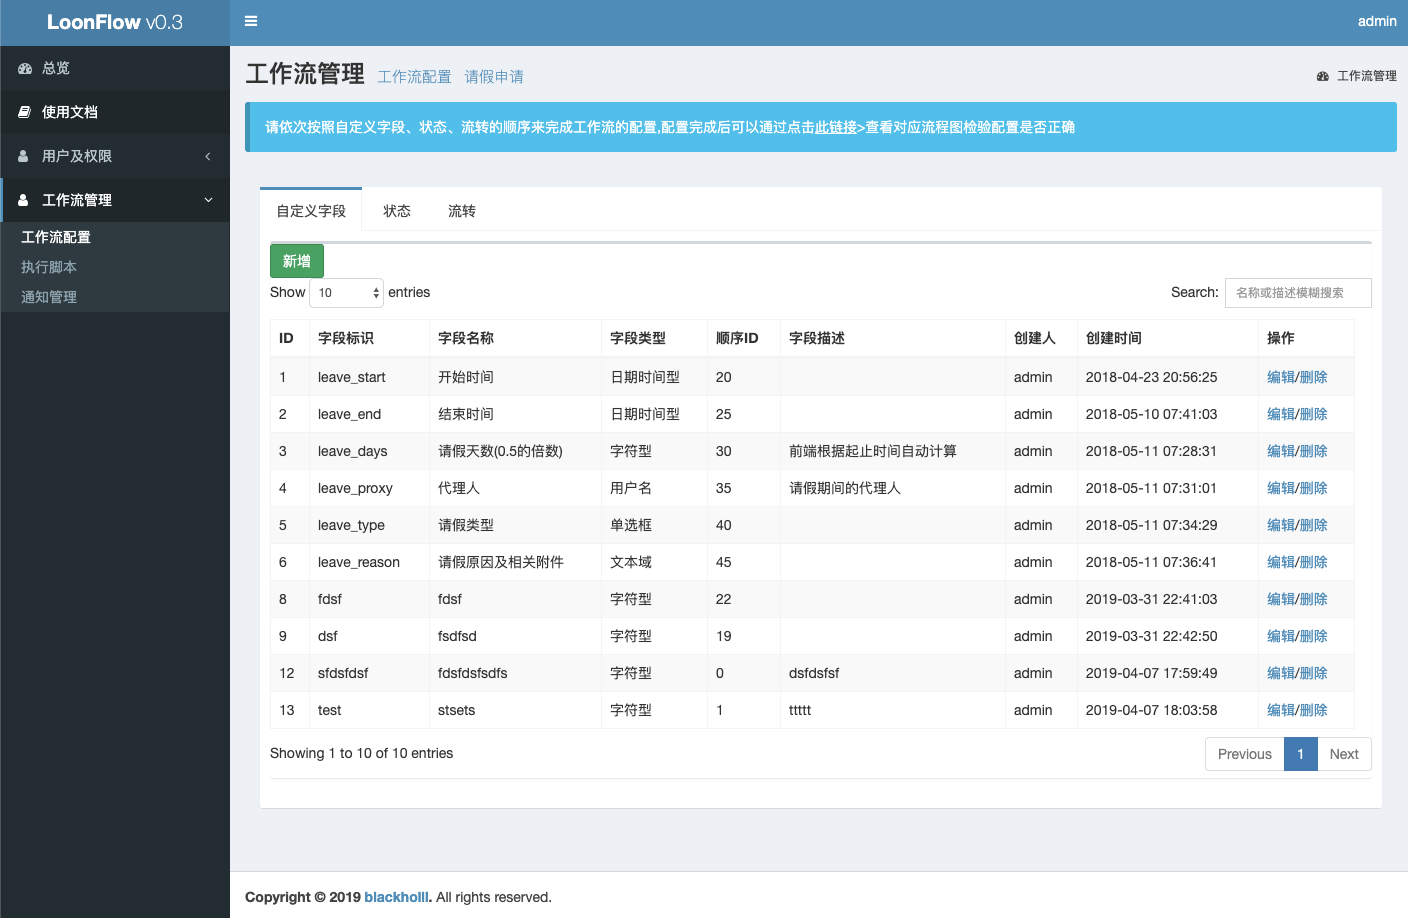 LoonFlow v0.3
admin
总览
使用文档
用户及权限
工作流管理
工作流配置
执行脚本
通知管理
工作流管理 工作流配置 请假申请
工作流管理
请依次按照自定义字段、状态、流转的顺序来完成工作流的配置,配置完成后可以通过点击此链接>查看对应流程图检验配置是否正确
自定义字段 状态 流转
新增
Show 10 entries
Search: 名称或描述模糊搜索
ID 字段标识 字段名称 字段类型 顺序ID 字段描述 创建人 创建时间 操作
1 leave_start 开始时间 日期时间型 20 admin 2018-04-23 20:56:25 编辑/删除
2 leave_end 结束时间 日期时间型 25 admin 2018-05-10 07:41:03 编辑/删除
3 leave_days 请假天数(0.5的倍数) 字符型 30 前端根据起止时间自动计算 admin 2018-05-11 07:28:31 编辑/删除
4 leave_proxy 代理人 用户名 35 请假期间的代理人 admin 2018-05-11 07:31:01 编辑/删除
5 leave_type 请假类型 单选框 40 admin 2018-05-11 07:34:29 编辑/删除
6 leave_reason 请假原因及相关附件 文本域 45 admin 2018-05-11 07:36:41 编辑/删除
8 fdsf fdsf 字符型 22 admin 2019-03-31 22:41:03 编辑/删除
9 dsf fsdfsd 字符型 19 admin 2019-03-31 22:42:50 编辑/删除
12 sfdsfdsf fdsfdsfsdfs 字符型 0 dsfdsfsf admin 2019-04-07 17:59:49 编辑/删除
13 test stsets 字符型 1 ttttt admin 2019-04-07 18:03:58 编辑/删除
Showing 1 to 10 of 10 entries
Previous 1 Next
Copyright © 2019 blackholll. All rights reserved.